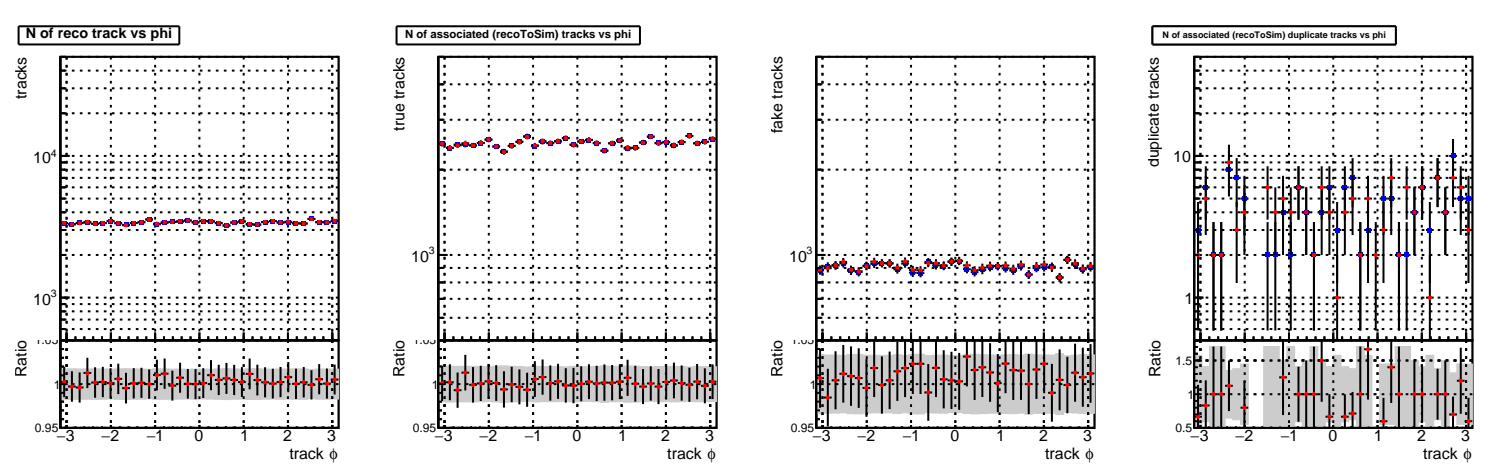 N of reco track vs phi
tracks
10⁴
10³
Ratio
1
0.95
−3 −2 −1 0 1 2 3
track ϕ
N of associated (recoToSim) tracks vs phi
true tracks
10³
Ratio
1
0.95
−3 −2 −1 0 1 2 3
track ϕ
fake tracks
10³
Ratio
1
0.95
−3 −2 −1 0 1 2 3
track ϕ
N of associated (recoToSim) duplicate tracks vs phi
duplicate tracks
10
1
Ratio
1.5
1
0.5
−3 −2 −1 0 1 2 3
track ϕ